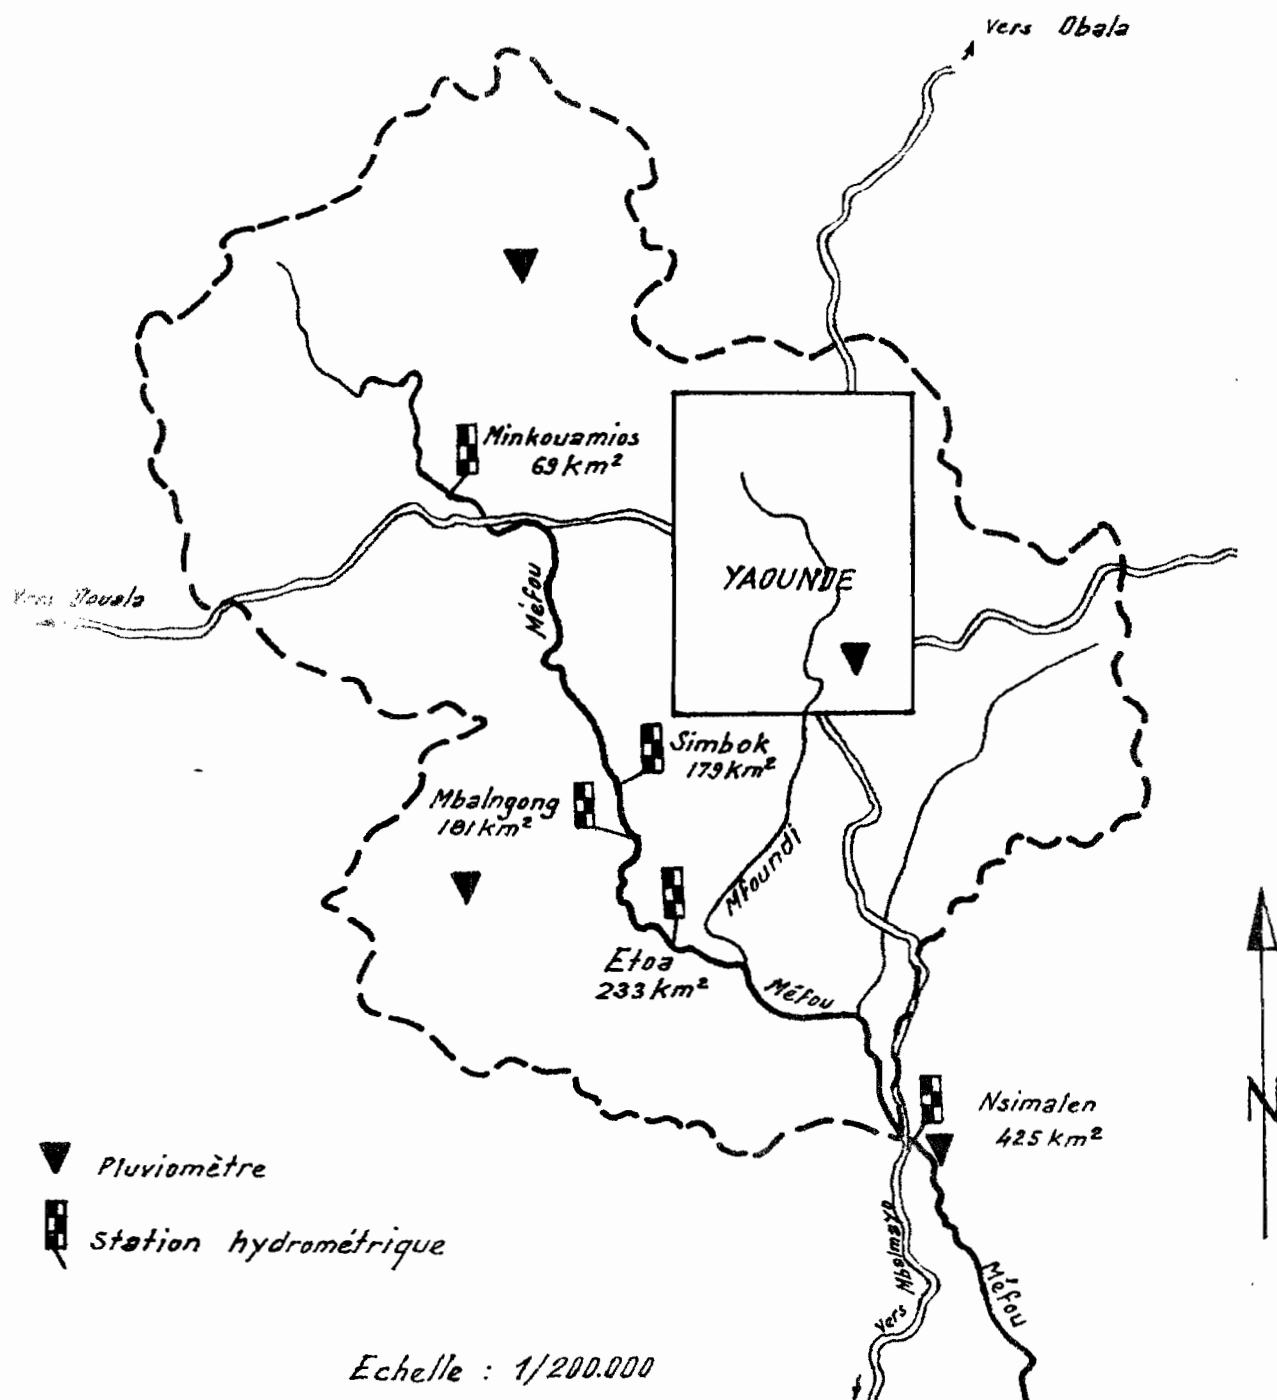 Vers Obala
Minkouamios
69 km²
YAOUNDE
Vers Douala
Méfou
Simbok
179 km²
Mbalngong
181 km²
Mfoundi
Etoa
233 km²
Méfou
Nsimalen
425 km²
N
Pluviomètre
Station hydrométrique
Vers Mbalmayo
Méfou
Echelle : 1/200.000